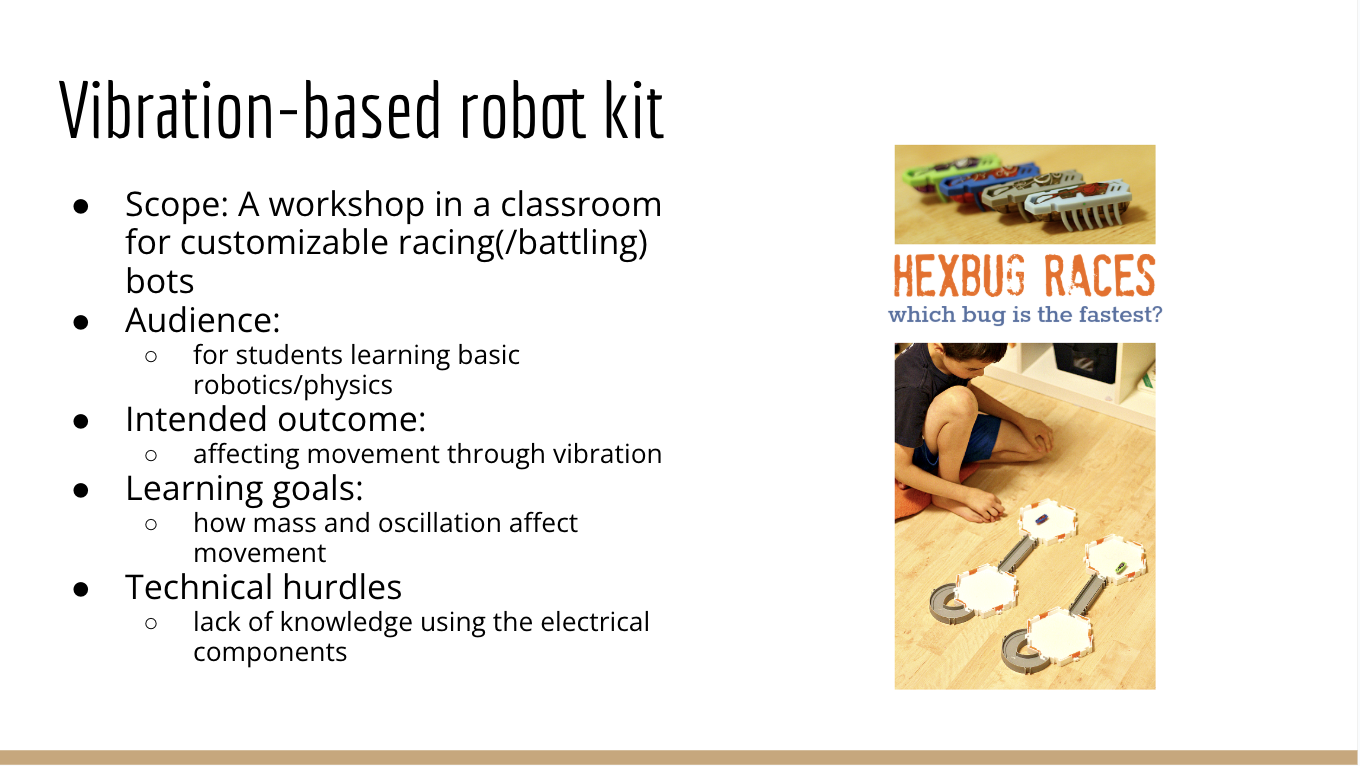 Vibration-based robot kit
● Scope: A workshop in a classroom
for customizable racing(/battling)
bots
● Audience:
○ for students learning basic
robotics/physics
● Intended outcome:
○ affecting movement through vibration
● Learning goals:
○ how mass and oscillation affect
movement
● Technical hurdles
○ lack of knowledge using the electrical
components
HEXBUG RACES
which bug is the fastest?